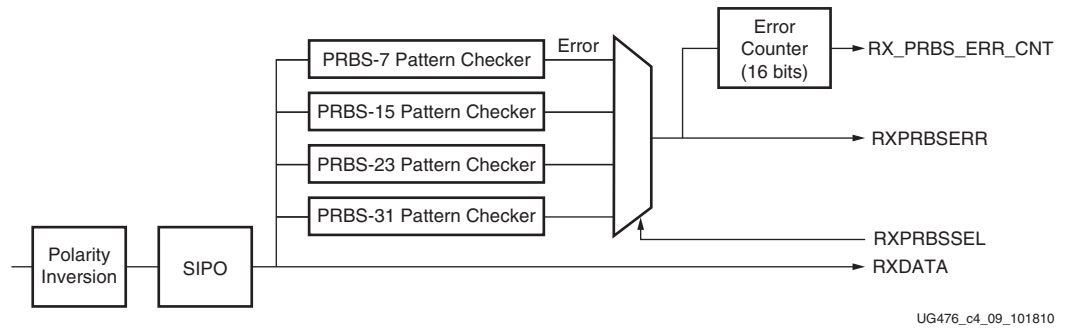 Error
Error
Counter
(16 bits)
RX_PRBS_ERR_CNT
PRBS-7 Pattern Checker
PRBS-15 Pattern Checker
RXPRBSERR
PRBS-23 Pattern Checker
PRBS-31 Pattern Checker
RXPRBSSEL
Polarity
Inversion
SIPO
RXDATA
UG476_c4_09_101810